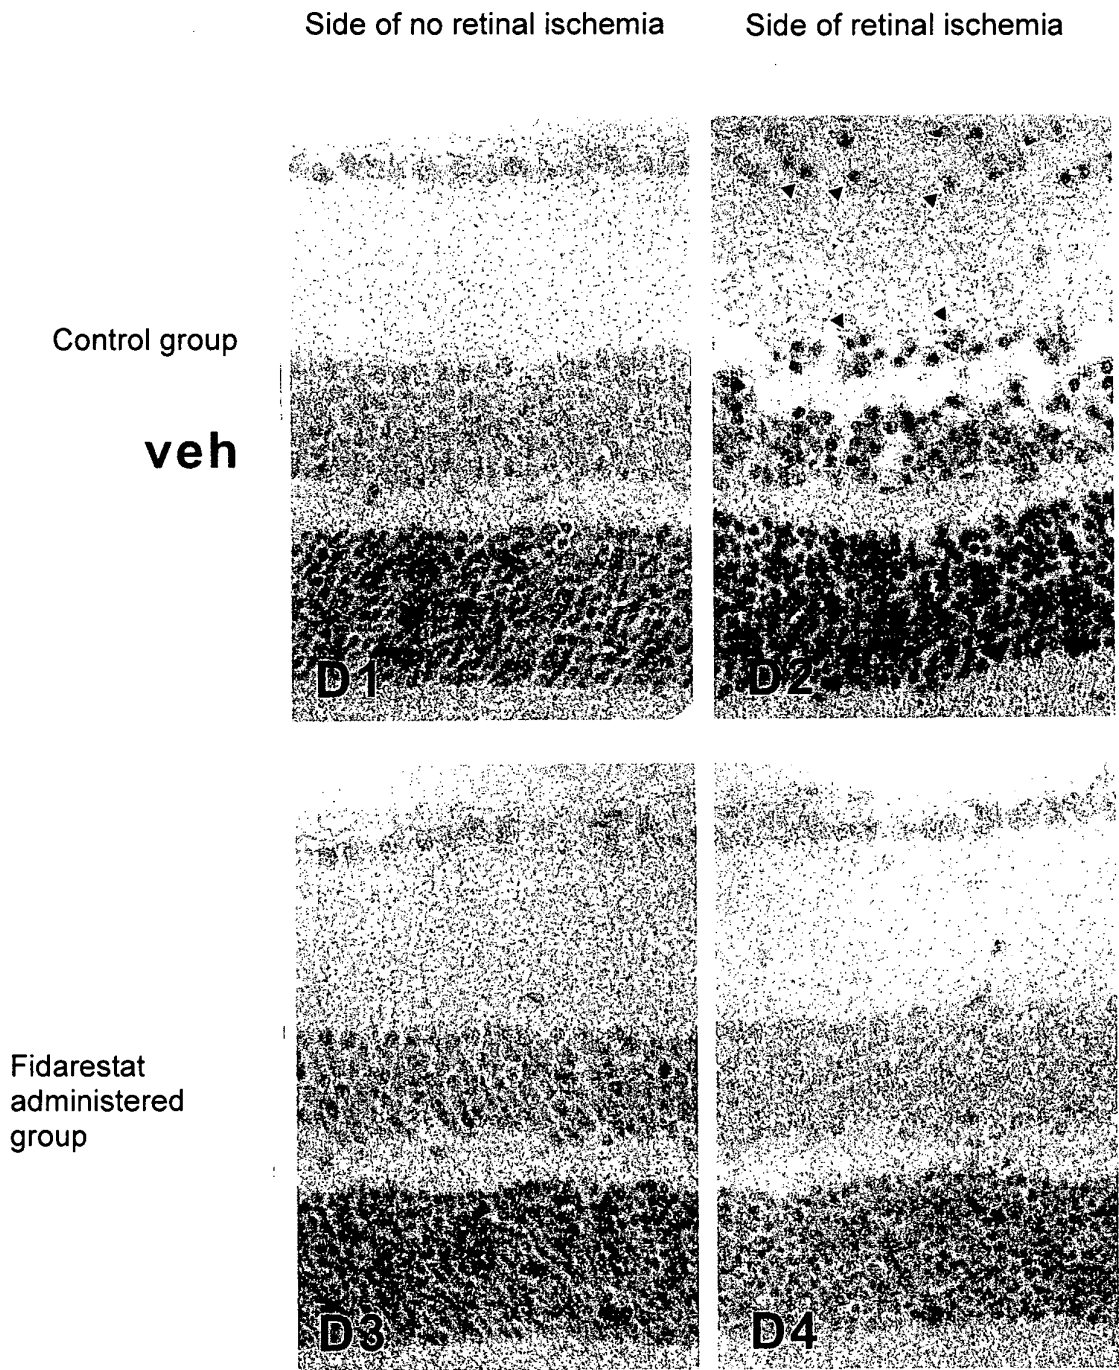 Side of no retinal ischemia
Side of retinal ischemia
Control group
veh
D1
D2
Fidarestat
administered
group
D3
D4